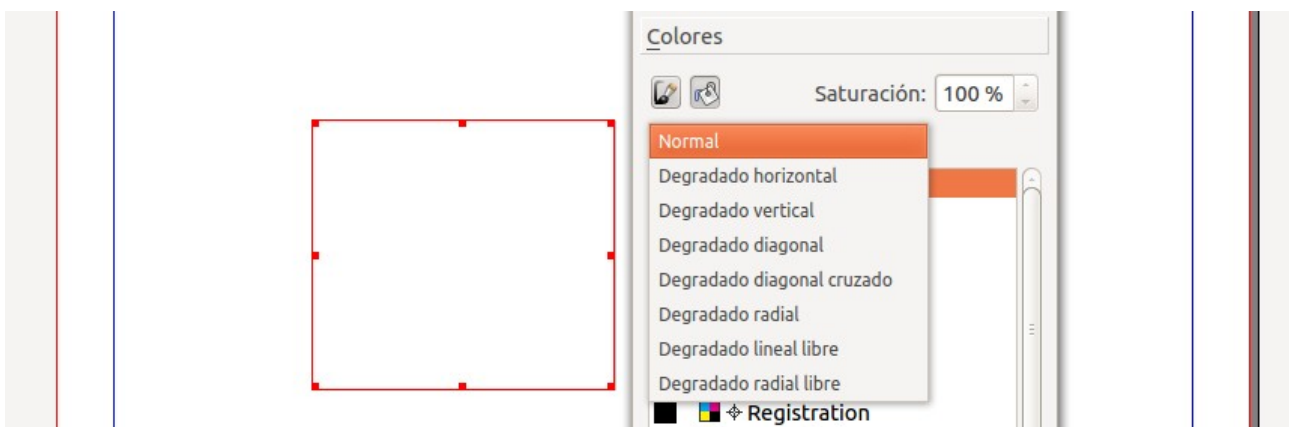 Colores
Saturación: 100 %
Normal
Degradado horizontal
Degradado vertical
Degradado diagonal
Degradado diagonal cruzado
Degradado radial
Degradado lineal libre
Degradado radial libre
Registration